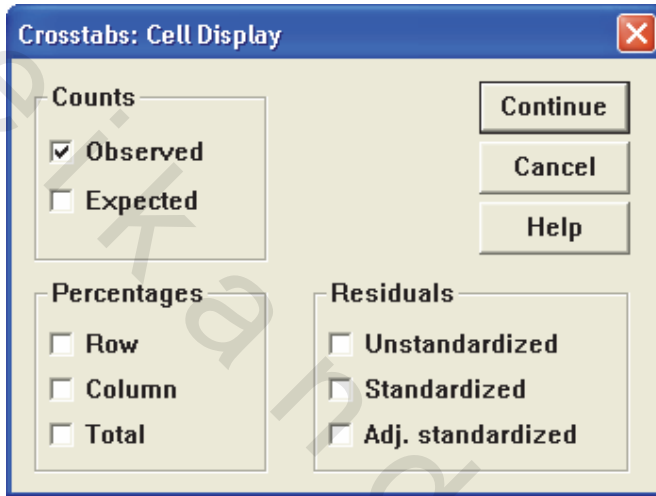 Crosstabs: Cell Display
Counts
Observed
Expected
Continue
Cancel
Help
Percentages
Row
Column
Total
Residuals
Unstandardized
Standardized
Adj. standardized